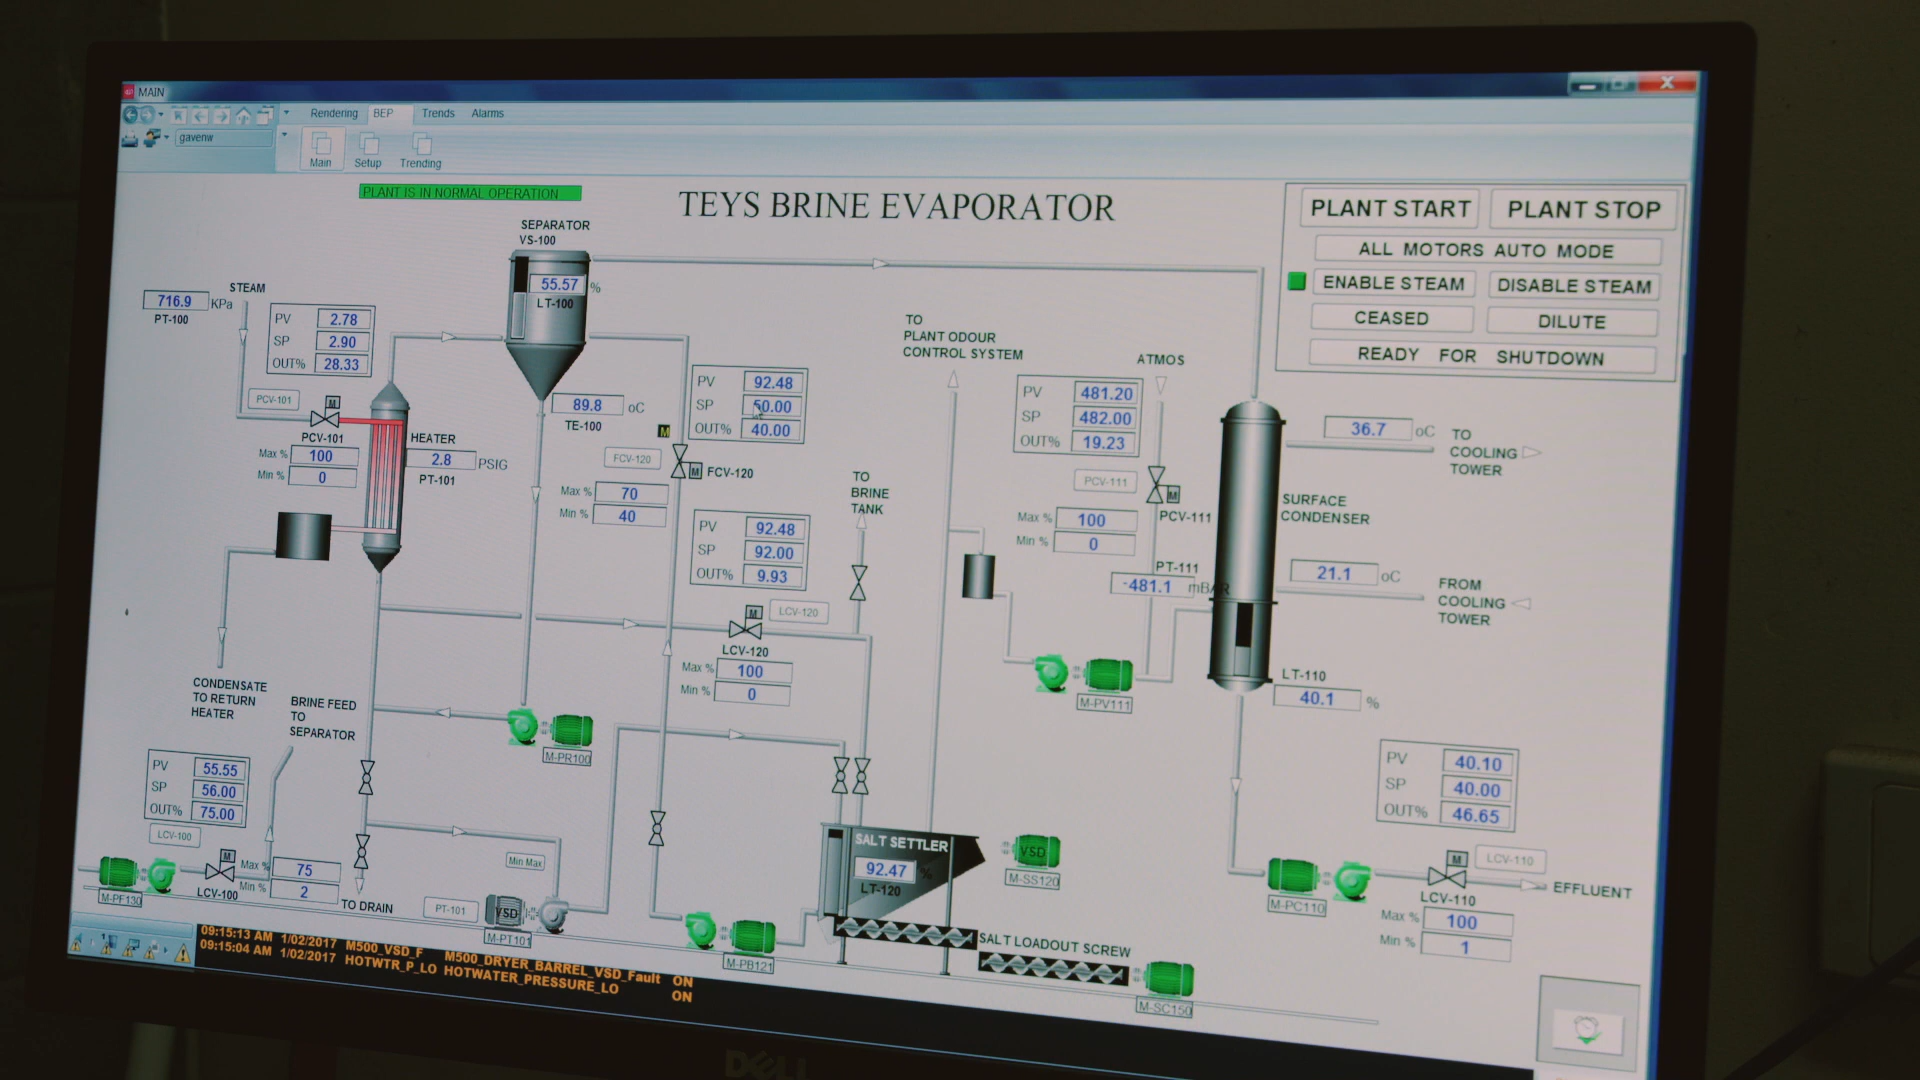 MAIN
Rendering BEP Trends Alarms
gavenw
Main Setup Trending
PLANT IS IN NORMAL OPERATION
TEYS BRINE EVAPORATOR
PLANT START PLANT STOP
ALL MOTORS AUTO MODE
ENABLE STEAM DISABLE STEAM
CEASED DILUTE
READY FOR SHUTDOWN
SEPARATOR
VS-100
55.57 %
LT-100
STEAM
716.9 KPa
PT-100
PV 2.78
SP 2.90
OUT% 28.33
PCV-101
M
PCV-101
Max % 100
Min % 0
HEATER
2.8 PSIG
PT-101
89.8 oC
TE-100
M
PV 92.48
SP 50.00
OUT% 40.00
FCV-120
M FCV-120
Max % 70
Min % 40
PV 92.48
SP 92.00
OUT% 9.93
M LCV-120
LCV-120
Max % 100
Min % 0
TO
BRINE
TANK
TO
PLANT ODOUR
CONTROL SYSTEM
ATMOS
PV 481.20
SP 482.00
OUT% 19.23
PCV-111
M
PCV-111
Max % 100
Min % 0
PT-111
-481.1 mBAR
M-PV111
36.7 oC
TO
COOLING
TOWER
SURFACE
CONDENSER
21.1 oC
FROM
COOLING
TOWER
LT-110
40.1 %
PV 40.10
SP 40.00
OUT% 46.65
M LCV-110
LCV-110
Max % 100
Min % 1
EFFLUENT
M-PC110
CONDENSATE
TO RETURN
HEATER
BRINE FEED
TO
SEPARATOR
M-PR100
PV 55.55
SP 56.00
OUT% 75.00
LCV-100
M
LCV-100
Max % 75
Min % 2
M-PF130
TO DRAIN
Min Max
PT-101
VSD
M-PT101
M-PB121
SALT SETTLER
92.47 %
LT-120
VSD
M-SS120
SALT LOADOUT SCREW
M-SC150
09:15:13 AM 1/02/2017 M500_VSD_F M500_DRYER_BARREL_VSD_Fault ON
09:15:04 AM 1/02/2017 HOTWTR_P_LO HOTWATER_PRESSURE_LO ON
DELL